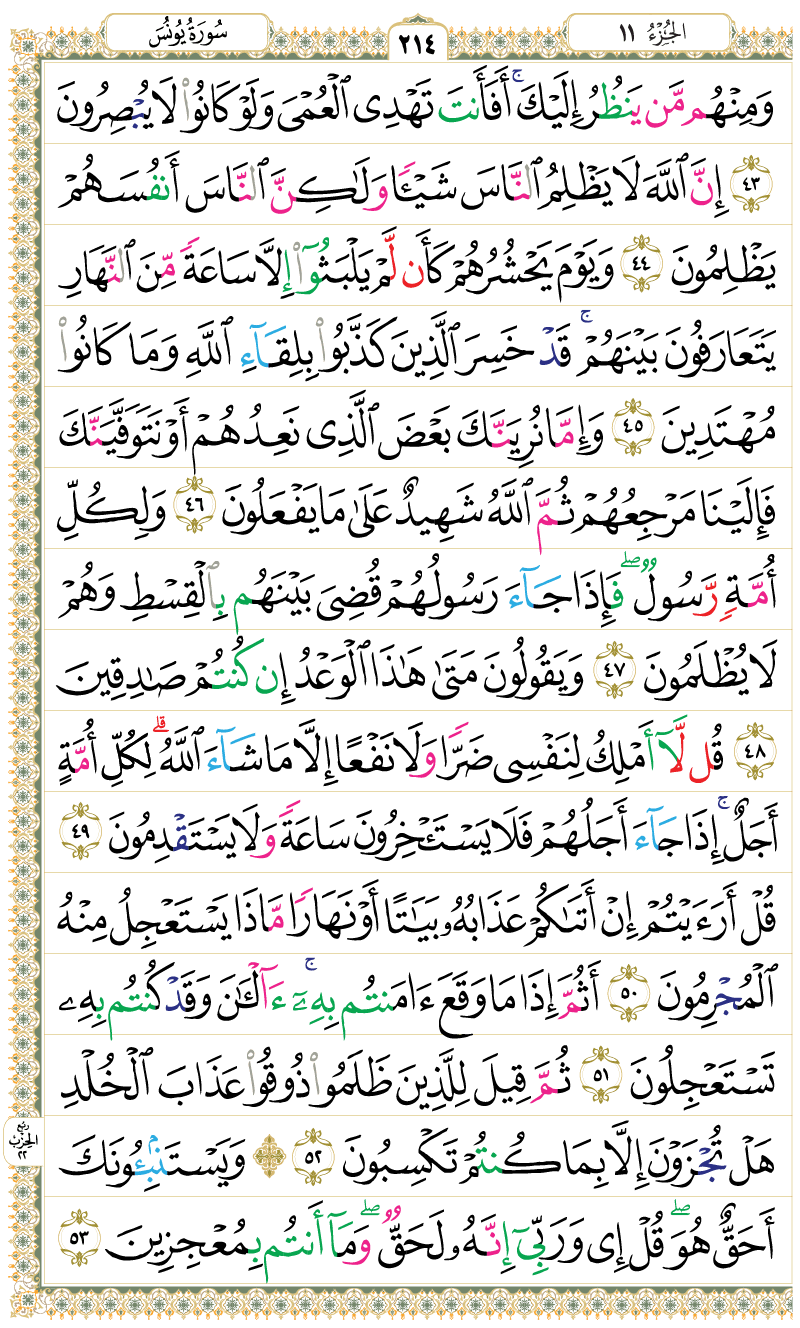 الجُزْءُ ١١
٢١٤
سُورَةُ يُونُسَ
وَمِنْهُم مَّن يَنظُرُ إِلَيْكَ ۚ أَفَأَنتَ تَهْدِى ٱلْعُمْىَ وَلَوْ كَانُوا۟ لَا يُبْصِرُونَ
٤٣ إِنَّ ٱللَّهَ لَا يَظْلِمُ ٱلنَّاسَ شَيْـًٔا وَلَـٰكِنَّ ٱلنَّاسَ أَنفُسَهُمْ
يَظْلِمُونَ ٤٤ وَيَوْمَ يَحْشُرُهُمْ كَأَن لَّمْ يَلْبَثُوٓا۟ إِلَّا سَاعَةً مِّنَ ٱلنَّهَارِ
يَتَعَارَفُونَ بَيْنَهُمْ ۚ قَدْ خَسِرَ ٱلَّذِينَ كَذَّبُوا۟ بِلِقَآءِ ٱللَّهِ وَمَا كَانُوا۟
مُهْتَدِينَ ٤٥ وَإِمَّا نُرِيَنَّكَ بَعْضَ ٱلَّذِى نَعِدُهُمْ أَوْ نَتَوَفَّيَنَّكَ
فَإِلَيْنَا مَرْجِعُهُمْ ثُمَّ ٱللَّهُ شَهِيدٌ عَلَىٰ مَا يَفْعَلُونَ ٤٦ وَلِكُلِّ
أُمَّةٍ رَّسُولٌ ۖ فَإِذَا جَآءَ رَسُولُهُمْ قُضِىَ بَيْنَهُم بِٱلْقِسْطِ وَهُمْ
لَا يُظْلَمُونَ ٤٧ وَيَقُولُونَ مَتَىٰ هَـٰذَا ٱلْوَعْدُ إِن كُنتُمْ صَـٰدِقِينَ
٤٨ قُل لَّآ أَمْلِكُ لِنَفْسِى ضَرًّا وَلَا نَفْعًا إِلَّا مَا شَآءَ ٱللَّهُ ۗ لِكُلِّ أُمَّةٍ
أَجَلٌ ۚ إِذَا جَآءَ أَجَلُهُمْ فَلَا يَسْتَـْٔخِرُونَ سَاعَةً وَلَا يَسْتَقْدِمُونَ ٤٩
قُلْ أَرَءَيْتُمْ إِنْ أَتَىٰكُمْ عَذَابُهُۥ بَيَـٰتًا أَوْ نَهَارًا مَّاذَا يَسْتَعْجِلُ مِنْهُ
ٱلْمُجْرِمُونَ ٥٠ أَثُمَّ إِذَا مَا وَقَعَ ءَامَنتُم بِهِۦٓ ۚ ءَآلْـَٔـٰنَ وَقَدْ كُنتُم بِهِۦ
تَسْتَعْجِلُونَ ٥١ ثُمَّ قِيلَ لِلَّذِينَ ظَلَمُوا۟ ذُوقُوا۟ عَذَابَ ٱلْخُلْدِ
هَلْ تُجْزَوْنَ إِلَّا بِمَا كُنتُمْ تَكْسِبُونَ ٥٢ ۞ وَيَسْتَنۢبِـُٔونَكَ
أَحَقٌّ هُوَ ۖ قُلْ إِى وَرَبِّىٓ إِنَّهُۥ لَحَقٌّ ۖ وَمَآ أَنتُم بِمُعْجِزِينَ ٥٣
ربع
الحزب
٢٢